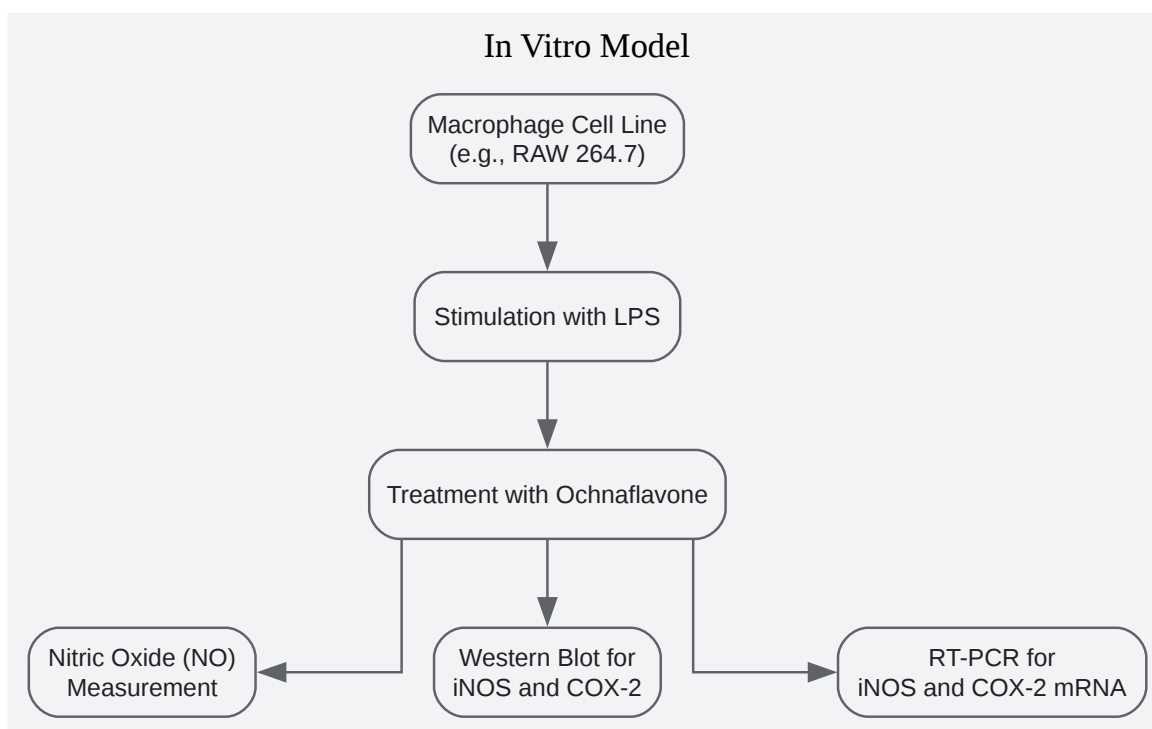 In Vitro Model
Macrophage Cell Line
(e.g., RAW 264.7)
Stimulation with LPS
Treatment with Ochnaflavone
Nitric Oxide (NO)
Measurement
Western Blot for
iNOS and COX-2
RT-PCR for
iNOS and COX-2 mRNA